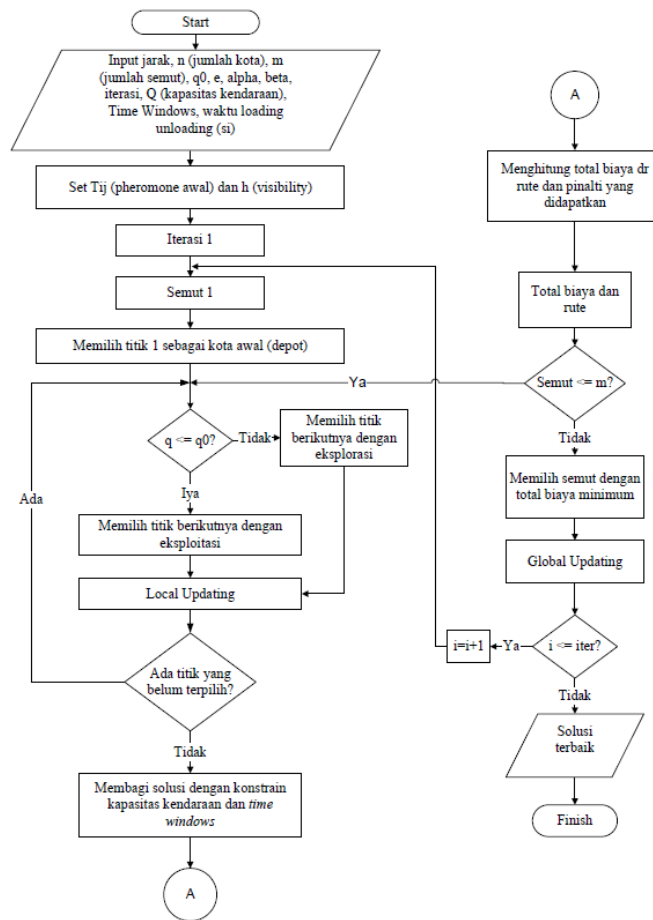 Start
Input jarak, n (jumlah kota), m
(jumlah semut), q0, e, alpha, beta,
iterasi, Q (kapasitas kendaraan),
Time Windows, waktu loading
unloading (si)
Set Tij (pheromone awal) dan h (visibility)
Iterasi 1
Semut 1
Memilih titik 1 sebagai kota awal (depot)
q <= q0?
Tidak
Memilih titik
berikutnya dengan
eksplorasi
Ada
Iya
Memilih titik berikutnya dengan
eksploitasi
Local Updating
Ada titik yang
belum terpilih?
Tidak
Membagi solusi dengan konstrain
kapasitas kendaraan dan time
windows
A
A
Menghitung total biaya dr
rute dan pinalti yang
didapatkan
Total biaya dan
rute
Semut <= m?
Ya
Tidak
Memilih semut dengan
total biaya minimum
Global Updating
i <= iter?
Ya
i=i+1
Tidak
Solusi
terbaik
Finish